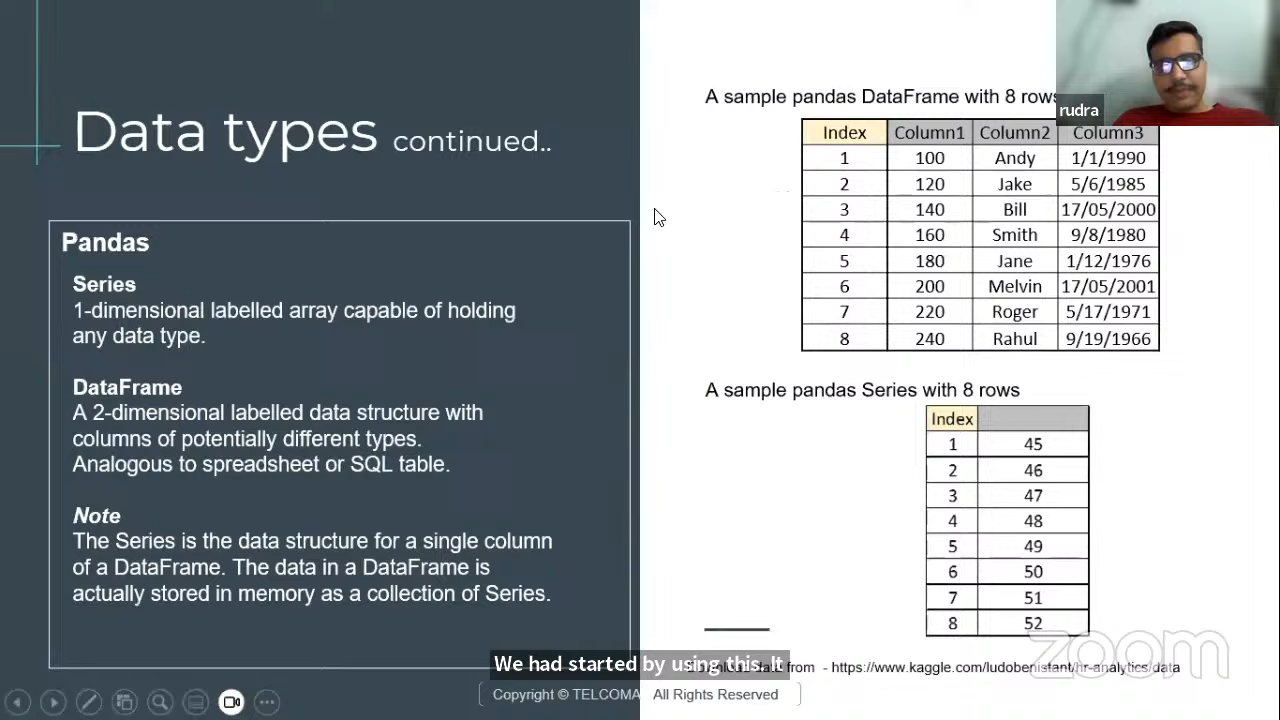 Data types continued..
Pandas
Series
1-dimensional labelled array capable of holding
any data type.
DataFrame
A 2-dimensional labelled data structure with
columns of potentially different types.
Analogous to spreadsheet or SQL table.
Note
The Series is the data structure for a single column
of a DataFrame. The data in a DataFrame is
actually stored in memory as a collection of Series.
A sample pandas DataFrame with 8 rows
rudra
Index Column1 Column2 Column3
1 100 Andy 1/1/1990
2 120 Jake 5/6/1985
3 140 Bill 17/05/2000
4 160 Smith 9/8/1980
5 180 Jane 1/12/1976
6 200 Melvin 17/05/2001
7 220 Roger 5/17/1971
8 240 Rahul 9/19/1966
A sample pandas Series with 8 rows
Index
1 45
2 46
3 47
4 48
5 49
6 50
7 51
8 52
zoom
We had started by using this. It
from - https://www.kaggle.com/ludobenistant/hr-analytics/data
Copyright © TELCOMA All Rights Reserved